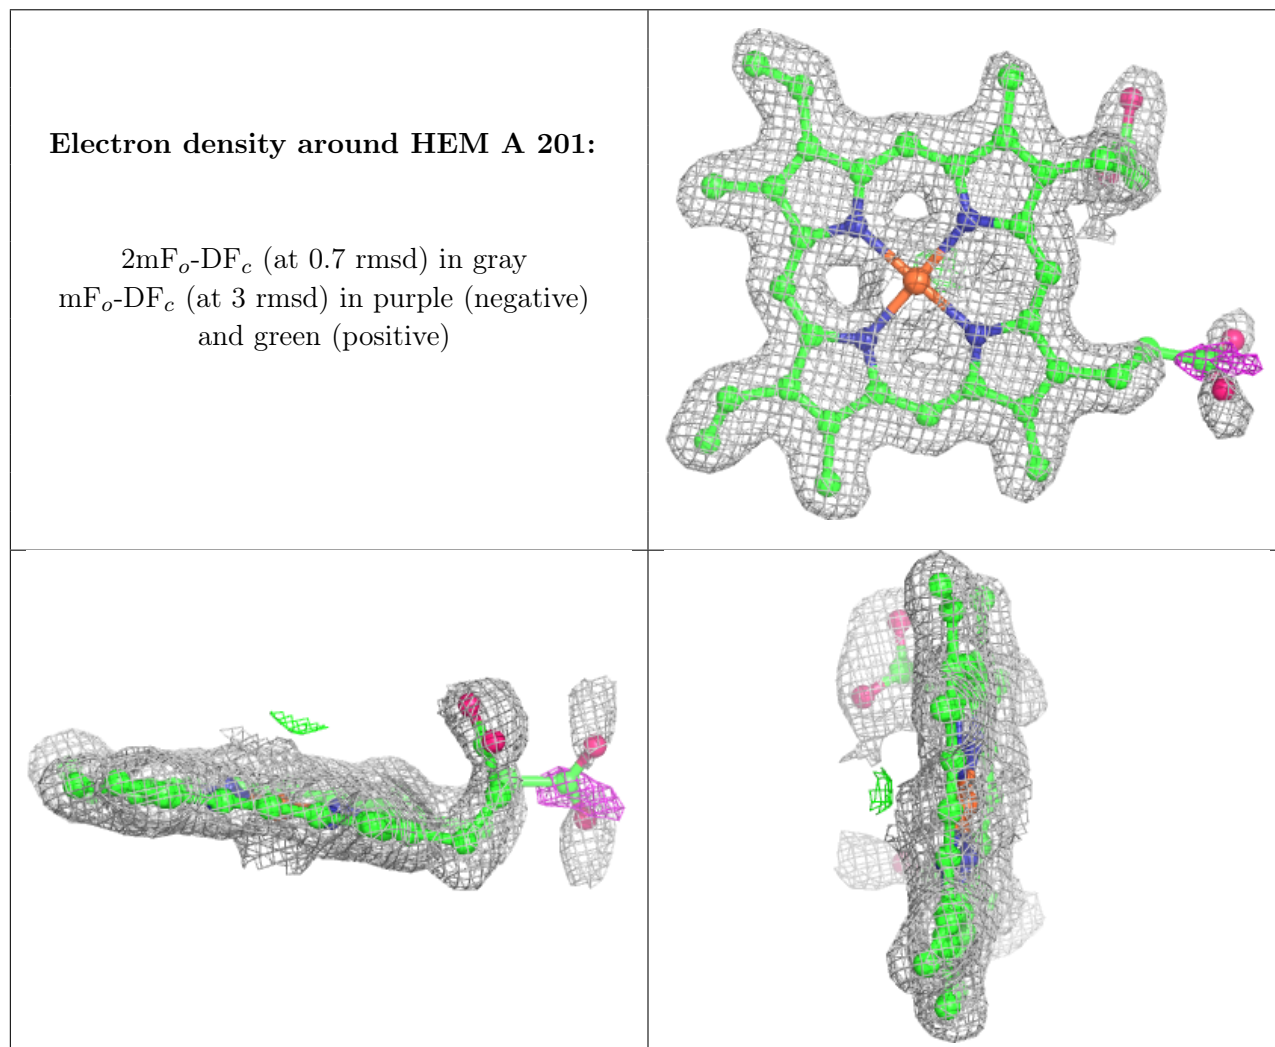 Electron density around HEM A 201:
2mFo-DFc (at 0.7 rmsd) in gray
mFo-DFc (at 3 rmsd) in purple (negative)
and green (positive)